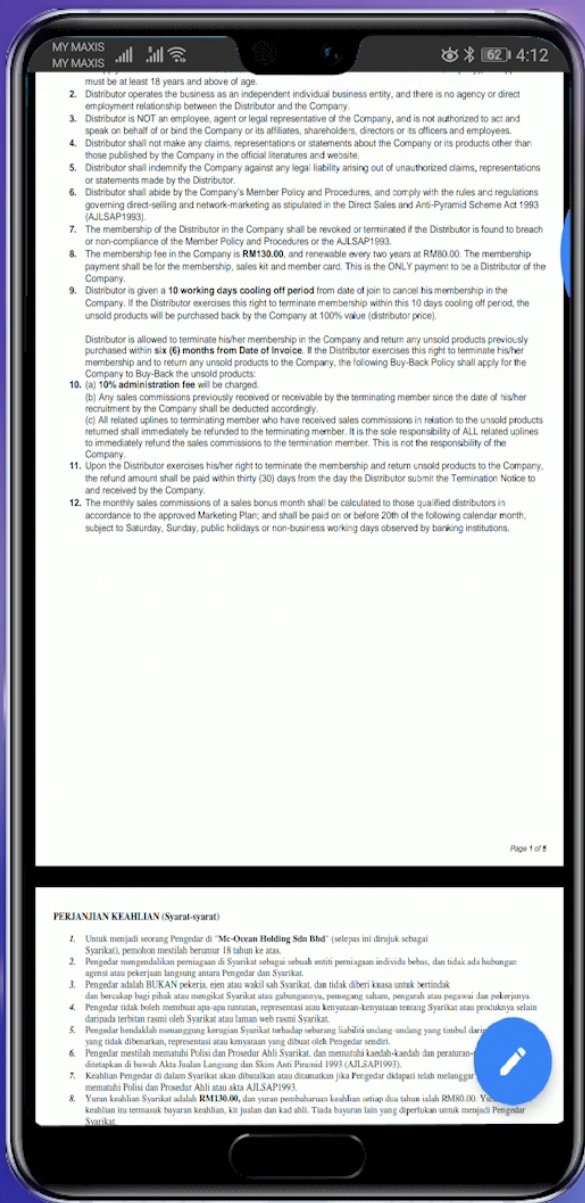 MY MAXIS
MY MAXIS
62 4:12
must be at least 18 years and above of age.
2. Distributor operates the business as an independent individual business entity, and there is no agency or direct
employment relationship between the Distributor and the Company.
3. Distributor is NOT an employee, agent or legal representative of the Company, and is not authorized to act and
speak on behalf of or bind the Company or its affiliates, shareholders, directors or its officers and employees.
4. Distributor shall not make any claims, representations or statements about the Company or its products other than
those published by the Company in the official literatures and website.
5. Distributor shall indemnify the Company against any legal liability arising out of unauthorized claims, representations
or statements made by the Distributor.
6. Distributor shall abide by the Company's Member Policy and Procedures, and comply with the rules and regulations
governing direct-selling and network-marketing as stipulated in the Direct Sales and Anti-Pyramid Scheme Act 1993
(AJLSAP1993).
7. The membership of the Distributor in the Company shall be revoked or terminated if the Distributor is found to breach
or non-compliance of the Member Policy and Procedures or the AJLSAP1993.
8. The membership fee in the Company is RM130.00, and renewable every two years at RM80.00. The membership
payment shall be for the membership, sales kit and member card. This is the ONLY payment to be a Distributor of the
Company.
9. Distributor is given a 10 working days cooling off period from date of join to cancel his membership in the
Company. If the Distributor exercises this right to terminate membership within this 10 days cooling off period, the
unsold products will be purchased back by the Company at 100% value (distributor price).
Distributor is allowed to terminate his/her membership in the Company and return any unsold products previously
purchased within six (6) months from Date of Invoice. If the Distributor exercises this right to terminate his/her
membership and to return any unsold products to the Company, the following Buy-Back Policy shall apply for the
Company to Buy-Back the unsold products:
10. (a) 10% administration fee will be charged.
(b) Any sales commissions previously received or receivable by the terminating member since the date of his/her
recruitment by the Company shall be deducted accordingly.
(c) All related uplines to terminating member who have received sales commissions in relation to the unsold products
returned shall immediately be refunded to the terminating member. It is the sole responsibility of ALL related uplines
to immediately refund the sales commissions to the termination member. This is not the responsibility of the
Company.
11. Upon the Distributor exercises his/her right to terminate the membership and return unsold products to the Company,
the refund amount shall be paid within thirty (30) days from the day the Distributor submit the Termination Notice to
and received by the Company.
12. The monthly sales commissions of a sales bonus month shall be calculated to those qualified distributors in
accordance to the approved Marketing Plan; and shall be paid on or before 20th of the following calendar month,
subject to Saturday, Sunday, public holidays or non-business working days observed by banking institutions.
Page 1 of 5
PERJANJIAN KEAHLIAN (Syarat-syarat)
1. Untuk menjadi seorang Pengedar di "Mc-Ocean Holding Sdn Bhd" (selepas ini dirujuk sebagai
Syarikat), pemohon mestilah berumur 18 tahun ke atas.
2. Pengedar mengendalikan perniagaan di Syarikat sebagai sebuah entiti perniagaan individu bebas, dan tidak ada hubungan
agensi atau pekerjaan langsung antara Pengedar dan Syarikat.
3. Pengedar adalah BUKAN pekerja, ejen atau wakil sah Syarikat, dan tidak diberi kuasa untuk bertindak
dan bercakap bagi pihak atau mengikat Syarikat atau gabungannya, pemegang saham, pengarah atau pegawai dan pekerjanya.
4. Pengedar tidak boleh membuat apa-apa tuntutan, representasi atau kenyataan-kenyataan tentang Syarikat atau produknya selain
daripada terbitan rasmi oleh Syarikat atau laman web rasmi Syarikat.
5. Pengedar hendaklah menanggung kerugian Syarikat terhadap sebarang liabiliti undang-undang yang timbul
yang tidak dibenarkan, representasi atau kenyataan yang dibuat oleh Pengedar sendiri.
6. Pengedar mestilah mematuhi Polisi dan Prosedur Ahli Syarikat, dan mematuhi kaedah-kaedah dan
ditetapkan di bawah Akta Jualan Langsung dan Skim Anti Piramid 1993 (AJLSAP1993).
7. Keahlian Pengedar di dalam Syarikat akan dibatalkan atau ditamatkan jika Pengedar didapati telah melanggar
mematuhi Polisi dan Prosedur Ahli atau akta AJLSAP1993.
8. Yuran keahlian Syarikat adalah RM130.00, dan yuran pembaharuan keahlian setiap dua tahun ialah RM80.00.
keahlian itu termasuk bayaran keahlian, kit jualan dan kad ahli. Tiada bayaran lain yang diperlukan untuk menjadi Pengedar
Syarikat.